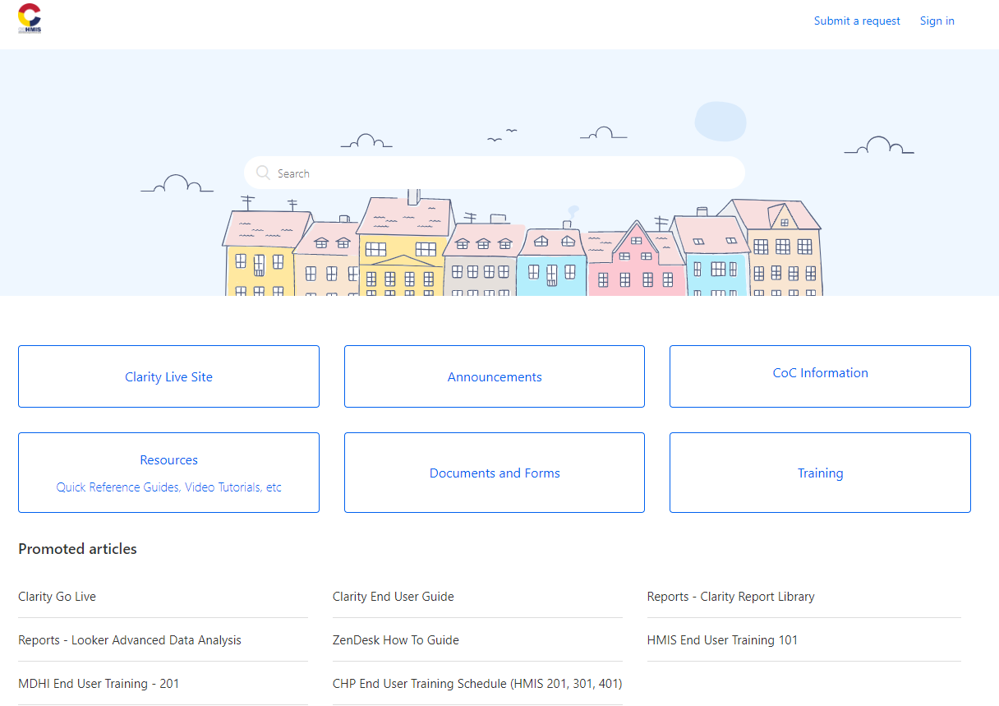 HMIS
Submit a request
Sign in
Search
Clarity Live Site
Announcements
CoC Information
Resources
Quick Reference Guides, Video Tutorials, etc
Documents and Forms
Training
Promoted articles
Clarity Go Live
Clarity End User Guide
Reports - Clarity Report Library
Reports - Looker Advanced Data Analysis
ZenDesk How To Guide
HMIS End User Training 101
MDHI End User Training - 201
CHP End User Training Schedule (HMIS 201, 301, 401)